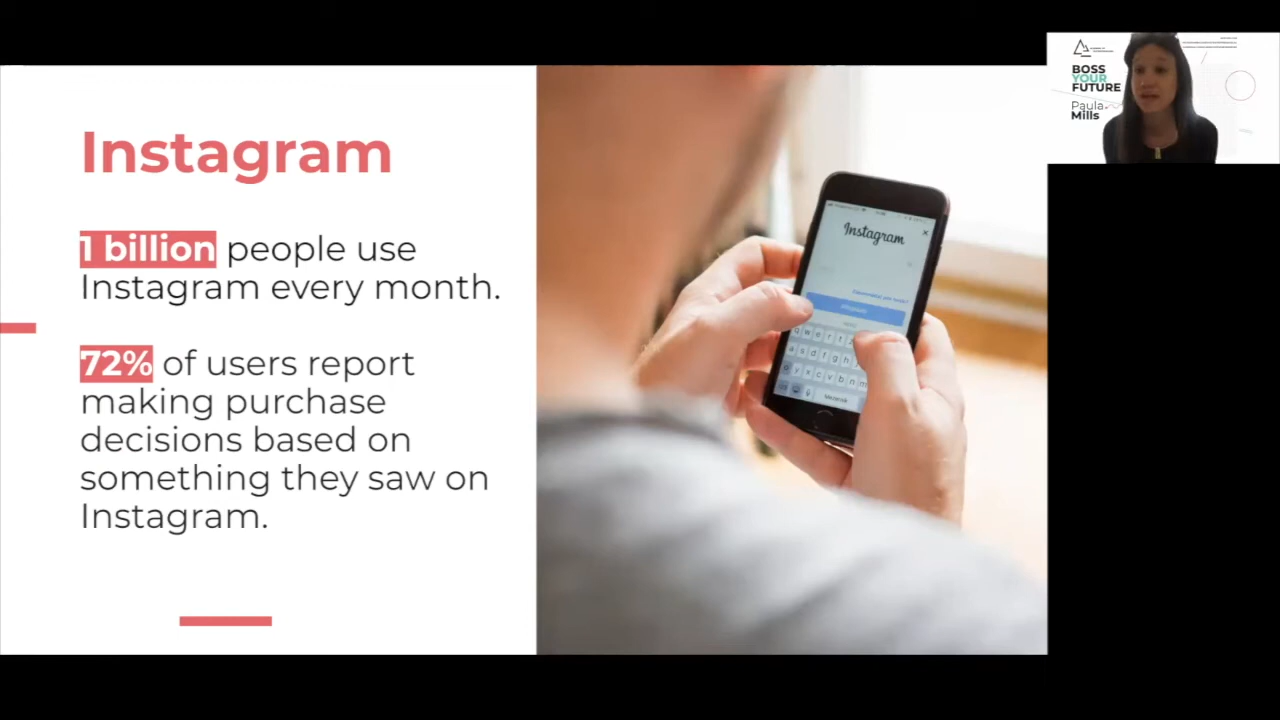 Instagram
1 billion people use
Instagram every month.
72% of users report
making purchase
decisions based on
something they saw on
Instagram.
Instagram
q w e r t
a s d f g h
y x c v b n m
BOSS
YOUR
FUTURE
Paula
Mills